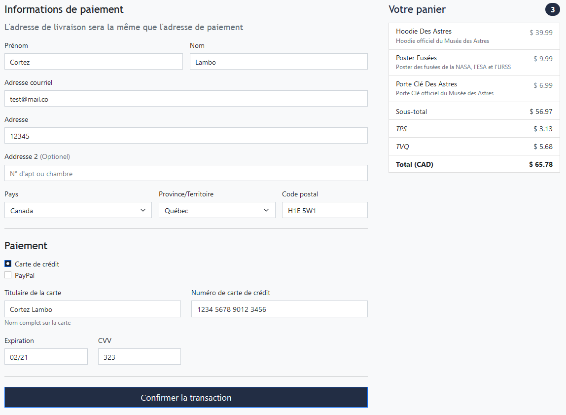 Informations de paiement
L'adresse de livraison sera la même que l'adresse de paiement
Prénom
Nom
Cortez
Lambo
Adresse courriel
test@mail.co
Adresse
12345
Addresse 2 (Optionel)
N° d'apt ou chambre
Pays
Province/Territoire
Code postal
Canada
Québec
H1E 5W1
Paiement
Carte de crédit
PayPal
Titulaire de la carte
Numéro de carte de crédit
Cortez Lambo
1234 5678 9012 3456
Nom complet sur la carte
Expiration
CVV
02/21
323
Confirmer la transaction
Votre panier
3
Hoodie Des Astres
$ 39.99
Hoodie officiel du Musée des Astres
Poster Fusées
$ 9.99
Poster des fusées de la NASA, l'ESA et l'URSS
Porte Clé Des Astres
$ 6.99
Porte Clé officiel du Musée des Astres
Sous-total
$ 56.97
TPS
$ 3.13
TVQ
$ 5.68
Total (CAD)
$ 65.78